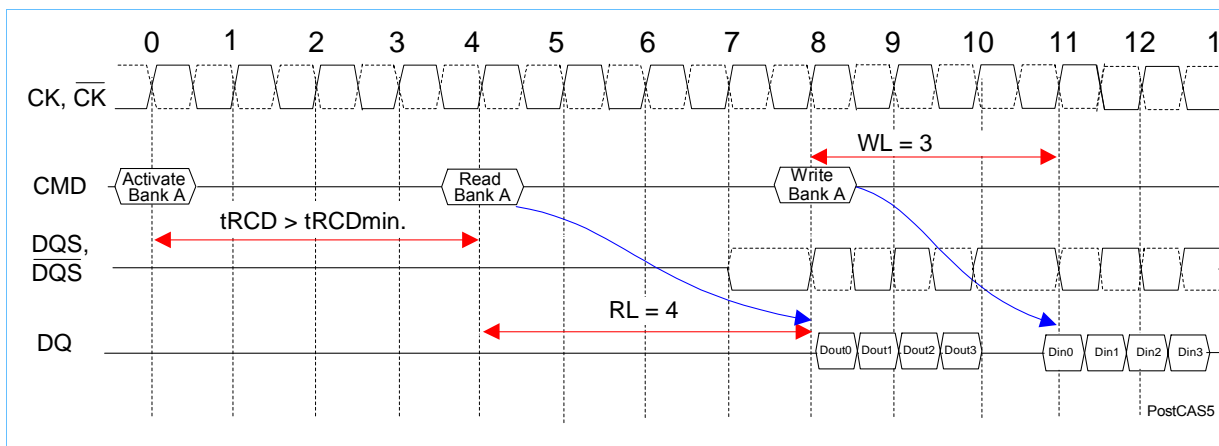 0 1 2 3 4 5 6 7 8 9 10 11 12 1
CK, CK
WL = 3
CMD
Activate
Bank A
Read
Bank A
Write
Bank A
tRCD > tRCDmin.
DQS,
DQS
RL = 4
DQ
Dout0 Dout1 Dout2 Dout3 Din0 Din1 Din2 Din3
PostCAS5